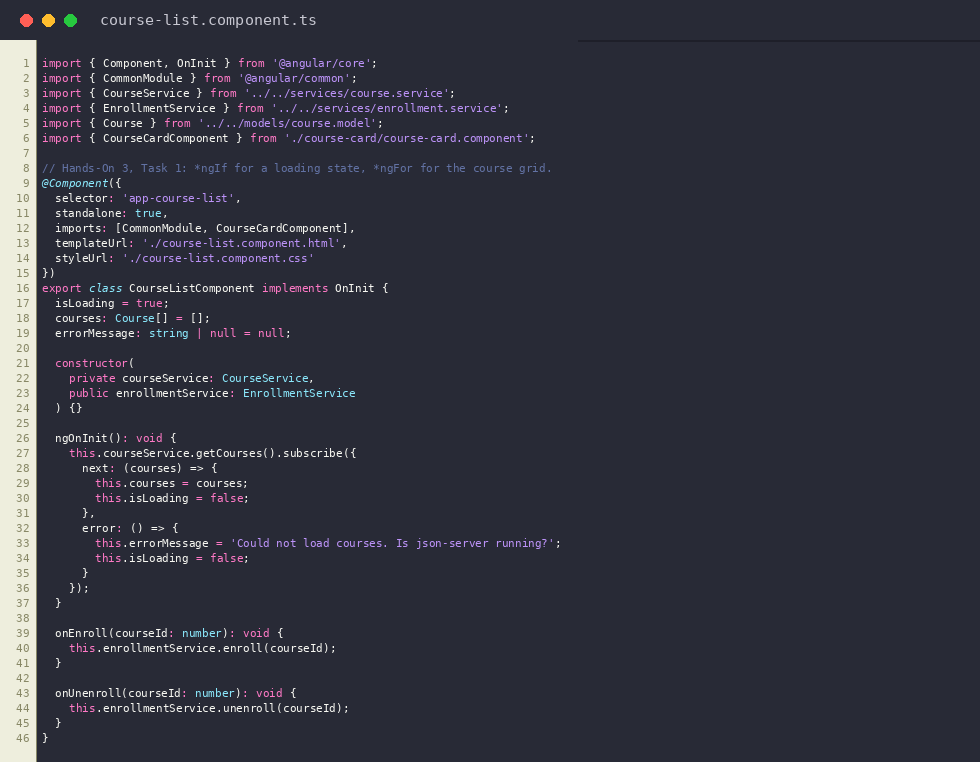 course-list.component.ts
1 import { Component, OnInit } from '@angular/core';
2 import { CommonModule } from '@angular/common';
3 import { CourseService } from '../../services/course.service';
4 import { EnrollmentService } from '../../services/enrollment.service';
5 import { Course } from '../../models/course.model';
6 import { CourseCardComponent } from './course-card/course-card.component';
7
8 // Hands-On 3, Task 1: *ngIf for a loading state, *ngFor for the course grid.
9 @Component({
10   selector: 'app-course-list',
11   standalone: true,
12   imports: [CommonModule, CourseCardComponent],
13   templateUrl: './course-list.component.html',
14   styleUrl: './course-list.component.css'
15 })
16 export class CourseListComponent implements OnInit {
17   isLoading = true;
18   courses: Course[] = [];
19   errorMessage: string | null = null;
20
21   constructor(
22     private courseService: CourseService,
23     public enrollmentService: EnrollmentService
24   ) {}
25
26   ngOnInit(): void {
27     this.courseService.getCourses().subscribe({
28       next: (courses) => {
29         this.courses = courses;
30         this.isLoading = false;
31       },
32       error: () => {
33         this.errorMessage = 'Could not load courses. Is json-server running?';
34         this.isLoading = false;
35       }
36     });
37   }
38
39   onEnroll(courseId: number): void {
40     this.enrollmentService.enroll(courseId);
41   }
42
43   onUnenroll(courseId: number): void {
44     this.enrollmentService.unenroll(courseId);
45   }
46 }